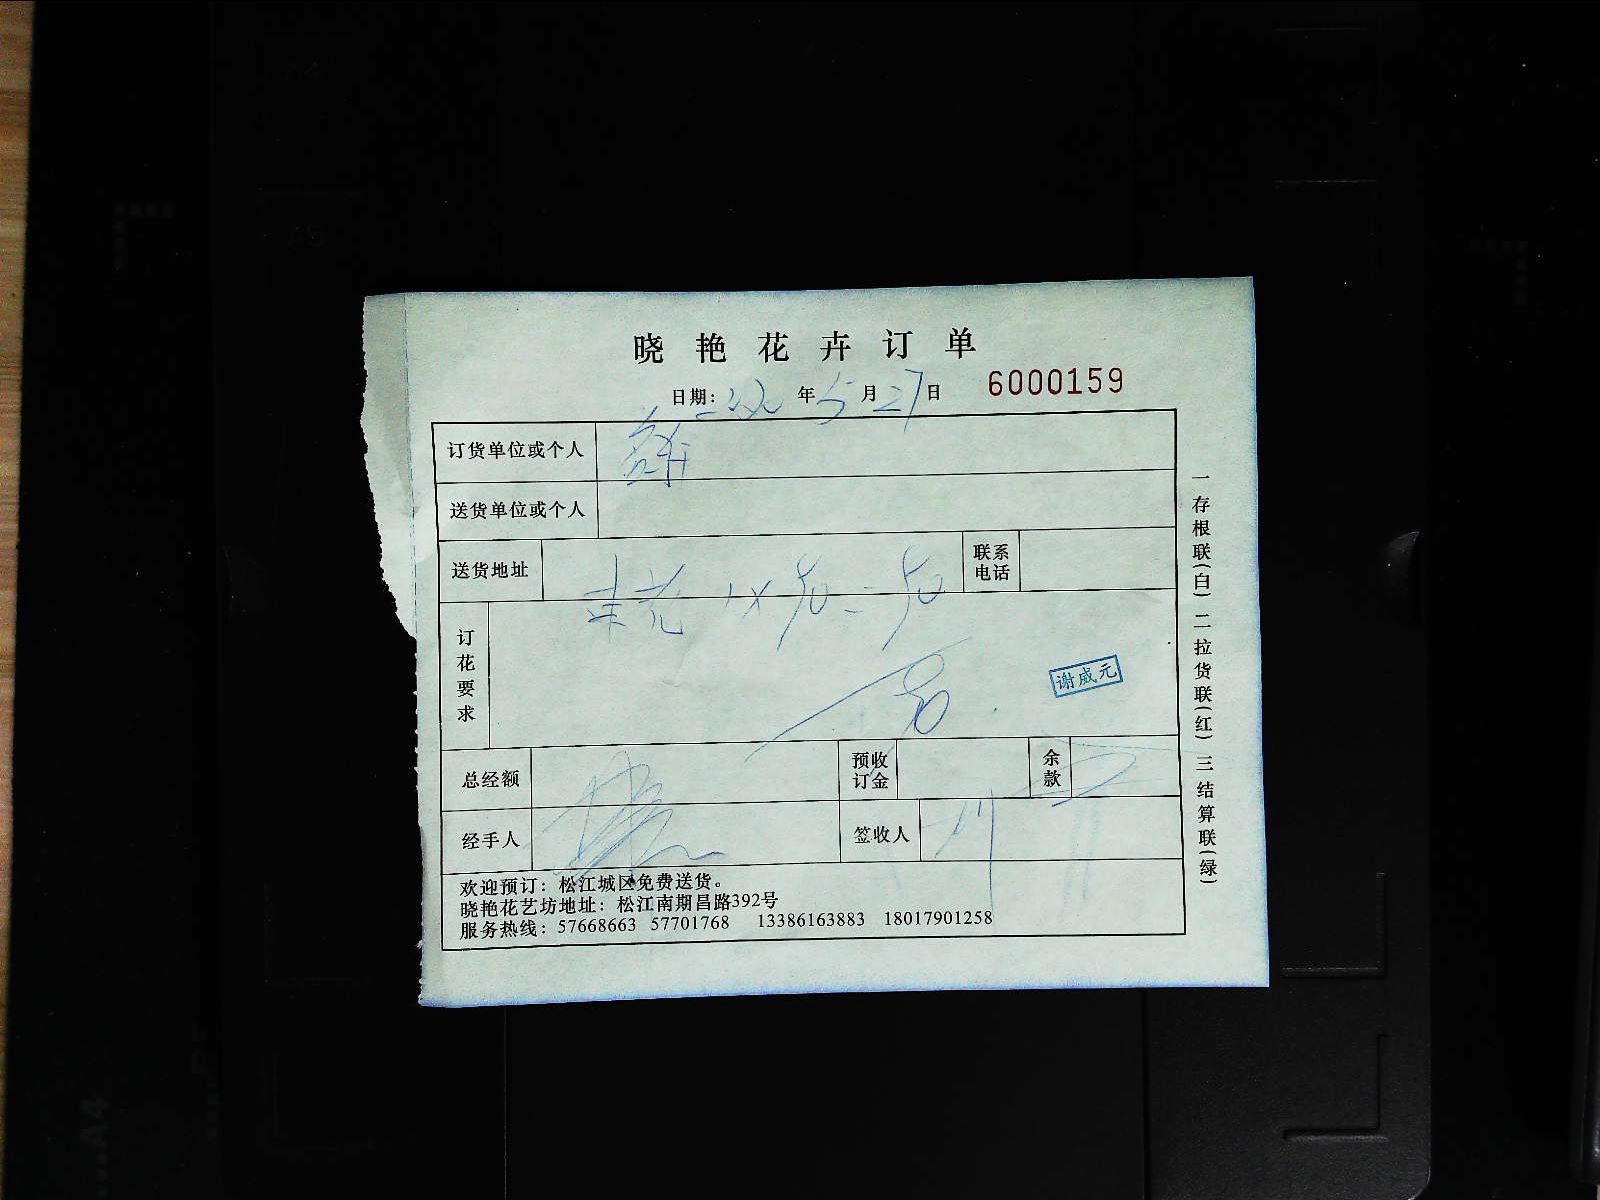 晓艳花卉订单
日期: 年5月27日 6000159
订货单位或个人
送货单位或个人
送货地址 联系电话
订花要求
谢威元
总经额 预收订金 余款
经手人 签收人
欢迎预订：松江城区免费送货。
晓艳花艺坊地址：松江南期昌路392号
服务热线：57668663 57701768 13386163883 18017901258
一存根联(白) 二拉货联(红) 三结算联(绿)